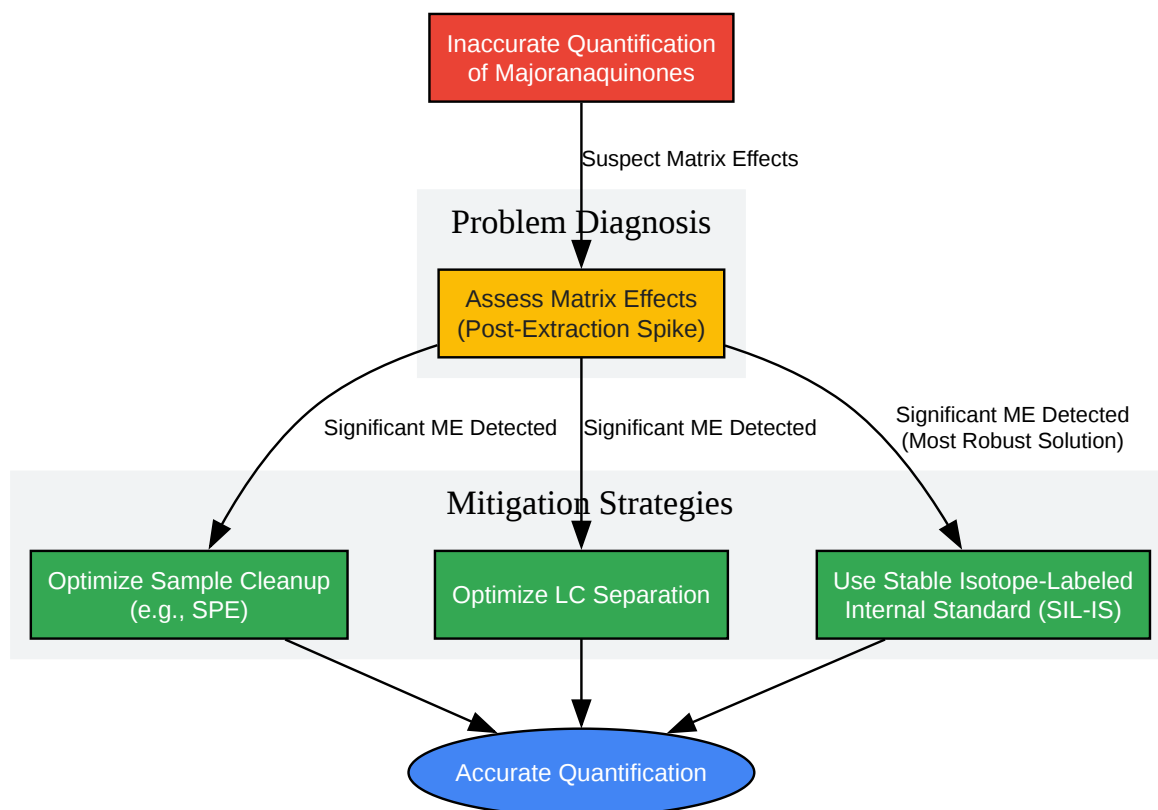 Inaccurate Quantification
of Majoranaquinones
Suspect Matrix Effects
Problem Diagnosis
Assess Matrix Effects
(Post-Extraction Spike)
Significant ME Detected
Significant ME Detected
Significant ME Detected
(Most Robust Solution)
Mitigation Strategies
Optimize Sample Cleanup
(e.g., SPE)
Optimize LC Separation
Use Stable Isotope-Labeled
Internal Standard (SIL-IS)
Accurate Quantification